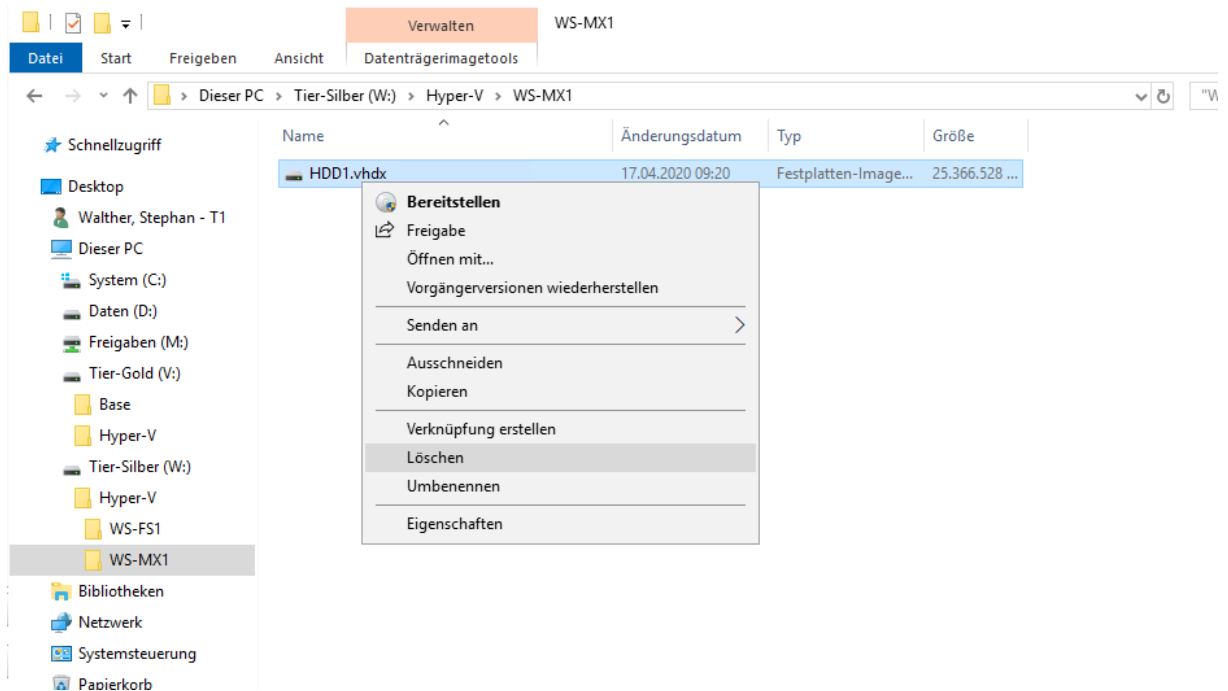 Verwalten WS-MX1
Datei Start Freigeben Ansicht Datenträgerimagetools
Dieser PC > Tier-Silber (W:) > Hyper-V > WS-MX1 "W
Schnellzugriff
Desktop
Walther, Stephan - T1
Dieser PC
System (C:)
Daten (D:)
Freigaben (M:)
Tier-Gold (V:)
Base
Hyper-V
Tier-Silber (W:)
Hyper-V
WS-FS1
WS-MX1
Bibliotheken
Netzwerk
Systemsteuerung
Papierkorb
Name Änderungsdatum Typ Größe
HDD1.vhdx 17.04.2020 09:20 Festplatten-Image... 25.366.528 ...
Bereitstellen
Freigabe
Öffnen mit...
Vorgängerversionen wiederherstellen
Senden an
Ausschneiden
Kopieren
Verknüpfung erstellen
Löschen
Umbenennen
Eigenschaften